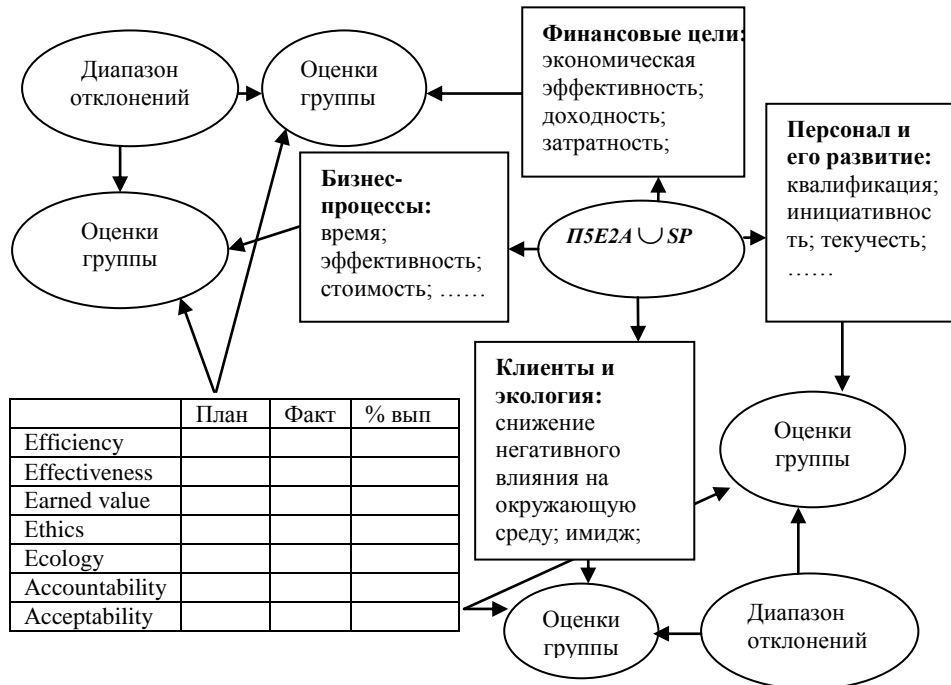 Диапазон
отклонений
Оценки
группы
Финансовые цели:
экономическая
эффективность;
доходность;
затратность;
Персонал и
его развитие:
квалификация;
инициативнос
ть; текучесть;
……
Оценки
группы
Бизнес-
процессы:
время;
эффективность;
стоимость; ……
П5E2A ∪ SP
Клиенты и
экология:
снижение
негативного
влияния на
окружающую
среду; имидж;
План Факт % вып
Efficiency
Effectiveness
Earned value
Ethics
Ecology
Accountability
Acceptability
Оценки
группы
Оценки
группы
Диапазон
отклонений